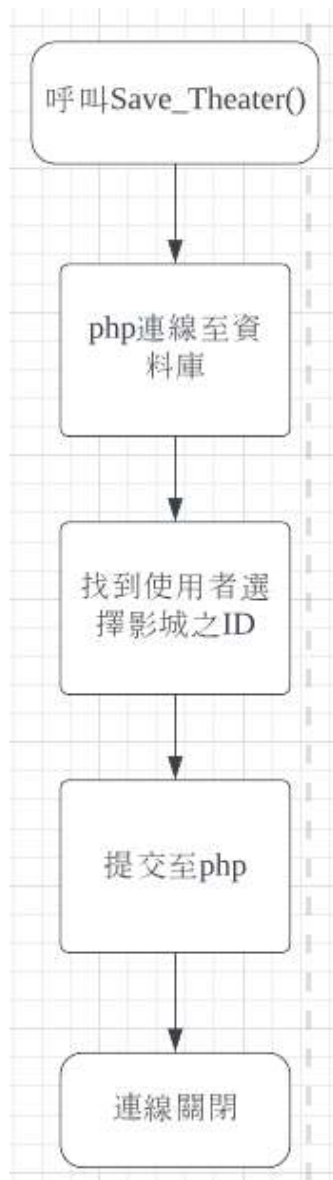 呼叫Save_Theater()
php連線至資
料庫
找到使用者選
擇影城之ID
提交至php
連線關閉